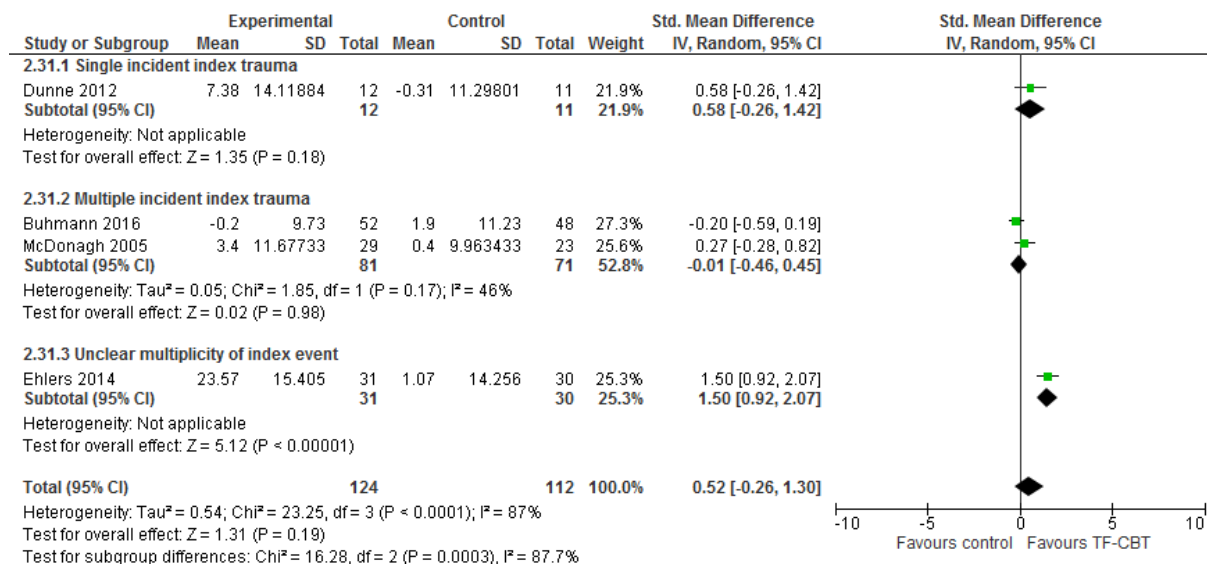 Experimental Control Std. Mean Difference Std. Mean Difference
Study or Subgroup Mean SD Total Mean SD Total Weight IV, Random, 95% CI IV, Random, 95% CI
2.31.1 Single incident index trauma
Dunne 2012 7.38 14.11884 12 -0.31 11.29801 11 21.9% 0.58 [-0.26, 1.42]
Subtotal (95% CI) 12 11 21.9% 0.58 [-0.26, 1.42]
Heterogeneity: Not applicable
Test for overall effect: Z = 1.35 (P = 0.18)
2.31.2 Multiple incident index trauma
Buhmann 2016 -0.2 9.73 52 1.9 11.23 48 27.3% -0.20 [-0.59, 0.19]
McDonagh 2005 3.4 11.67733 29 0.4 9.963433 23 25.6% 0.27 [-0.28, 0.82]
Subtotal (95% CI) 81 71 52.8% -0.01 [-0.46, 0.45]
Heterogeneity: Tau² = 0.05; Chi² = 1.85, df = 1 (P = 0.17); I² = 46%
Test for overall effect: Z = 0.02 (P = 0.98)
2.31.3 Unclear multiplicity of index event
Ehlers 2014 23.57 15.405 31 1.07 14.256 30 25.3% 1.50 [0.92, 2.07]
Subtotal (95% CI) 31 30 25.3% 1.50 [0.92, 2.07]
Heterogeneity: Not applicable
Test for overall effect: Z = 5.12 (P < 0.00001)
Total (95% CI) 124 112 100.0% 0.52 [-0.26, 1.30]
Heterogeneity: Tau² = 0.54; Chi² = 23.25, df = 3 (P < 0.0001); I² = 87%
Test for overall effect: Z = 1.31 (P = 0.19)
Test for subgroup differences: Chi² = 16.28, df = 2 (P = 0.0003), I² = 87.7%
-10 -5 0 5 10
Favours control Favours TF-CBT